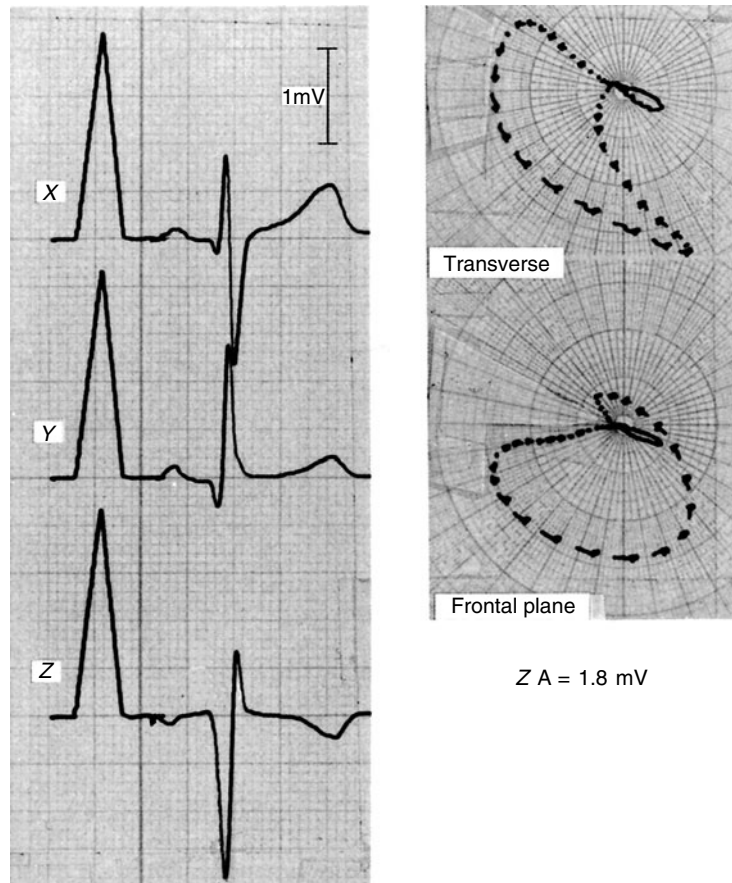 1mV
X
Y
Z
Transverse
Frontal plane
Z A = 1.8 mV